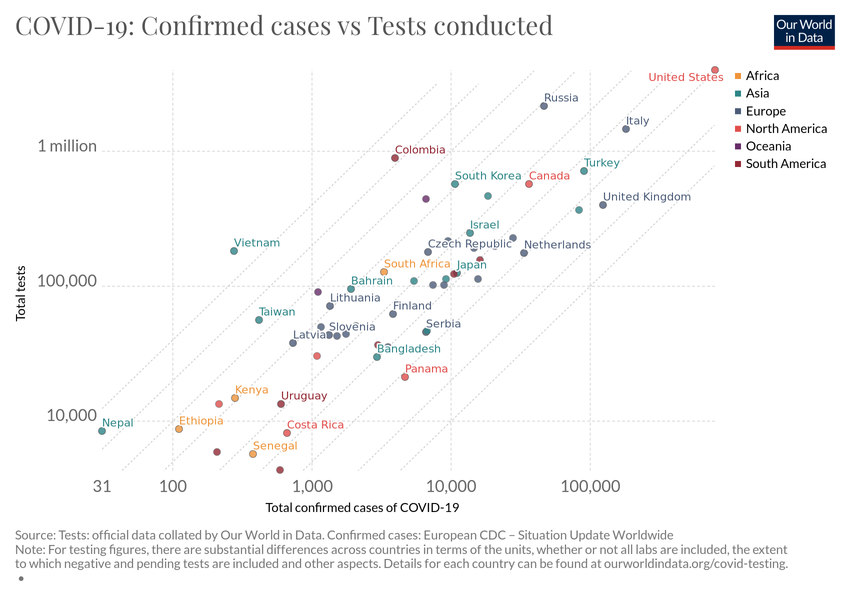 COVID-19: Confirmed cases vs Tests conducted
Our World
in Data
Africa
Asia
Europe
North America
Oceania
South America
United States
Russia
Italy
1 million
Colombia
Turkey
South Korea
Canada
United Kingdom
Israel
Vietnam
Czech Republic
Netherlands
South Africa
Japan
100,000
Bahrain
Lithuania
Finland
Taiwan
Slovenia
Serbia
Latvia
Bangladesh
Panama
Kenya
Uruguay
10,000
Nepal
Ethiopia
Costa Rica
Senegal
Total tests
31
100
1,000
10,000
100,000
Total confirmed cases of COVID-19
Source: Tests: official data collated by Our World in Data. Confirmed cases: European CDC – Situation Update Worldwide
Note: For testing figures, there are substantial differences across countries in terms of the units, whether or not all labs are included, the extent
to which negative and pending tests are included and other aspects. Details for each country can be found at ourworldindata.org/covid-testing.